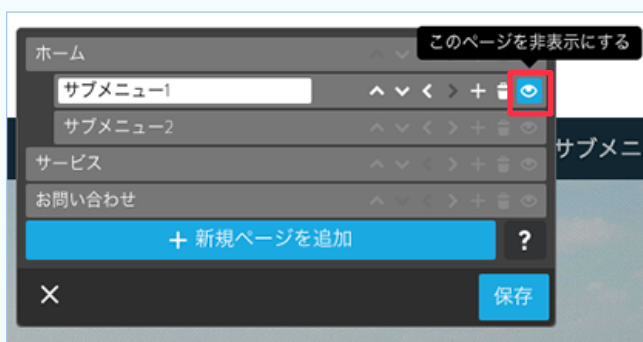 このページを非表示にする
ホーム
サブメニュー1
サブメニュー2
サブメニ
サービス
お問い合わせ
+ 新規ページを追加
?
保存